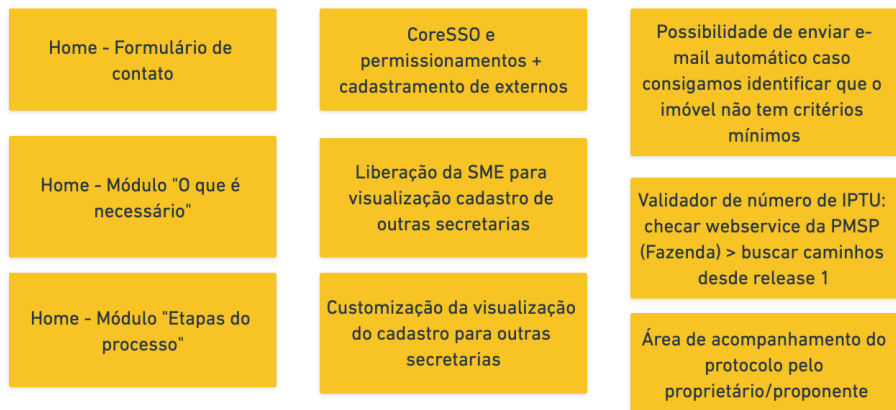 Home - Formulário de
contato
Home - Módulo "O que é
necessário"
Home - Módulo "Etapas do
processo"
CoreSSO e
permissionamentos +
cadastramento de externos
Liberação da SME para
visualização cadastro de
outras secretarias
Customização da visualização
do cadastro para outras
secretarias
Possibilidade de enviar e-
mail automático caso
consigamos identificar que o
imóvel não tem critérios
mínimos
Validador de número de IPTU:
checar webservice da PMSP
(Fazenda) > buscar caminhos
desde release 1
Área de acompanhamento do
protocolo pelo
proprietário/proponente